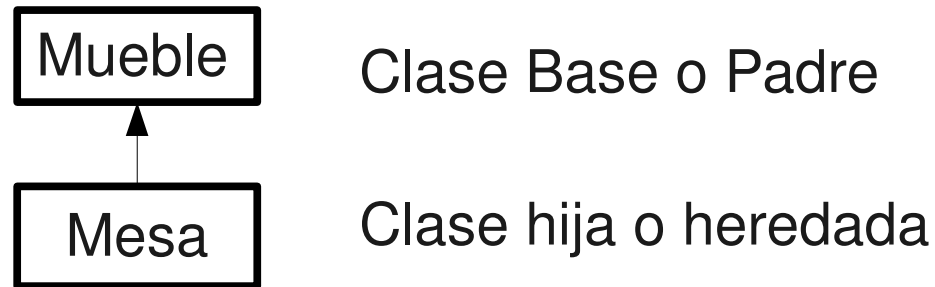 Mueble
Clase Base o Padre
Mesa
Clase hija o heredada